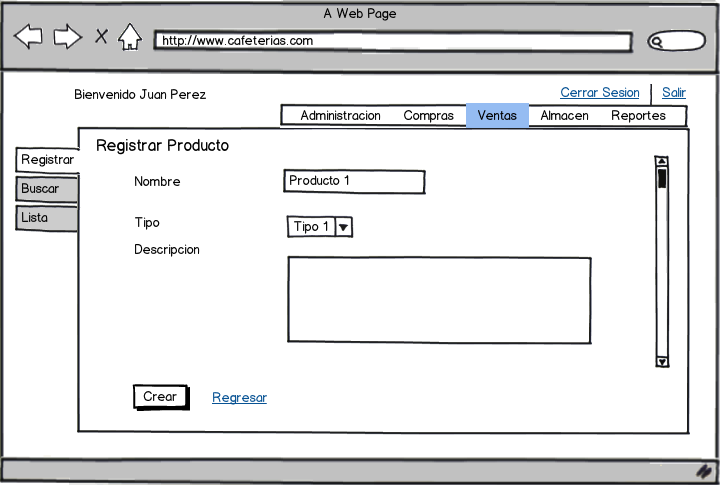 A Web Page
http://www.cafeterias.com
Bienvenido Juan Perez
Cerrar Sesion
Salir
Administracion Compras Ventas Almacen Reportes
Registrar Producto
Registrar
Buscar
Lista
Nombre
Producto 1
Tipo
Tipo 1
Descripcion
Crear
Regresar